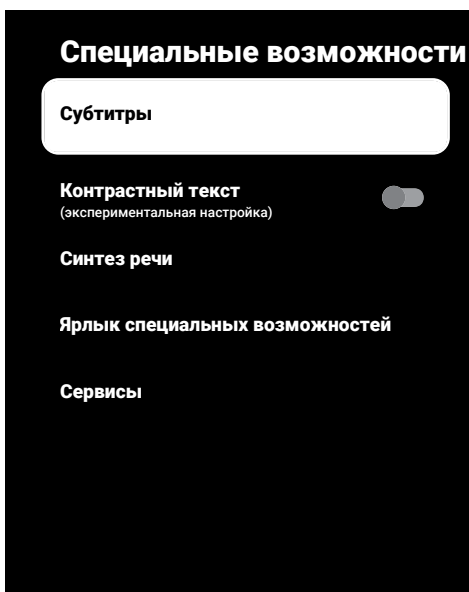 Специальные возможности
Субтитры
Контрастный текст
(экспериментальная настройка)
Синтез речи
Ярлык специальных возможностей
Сервисы